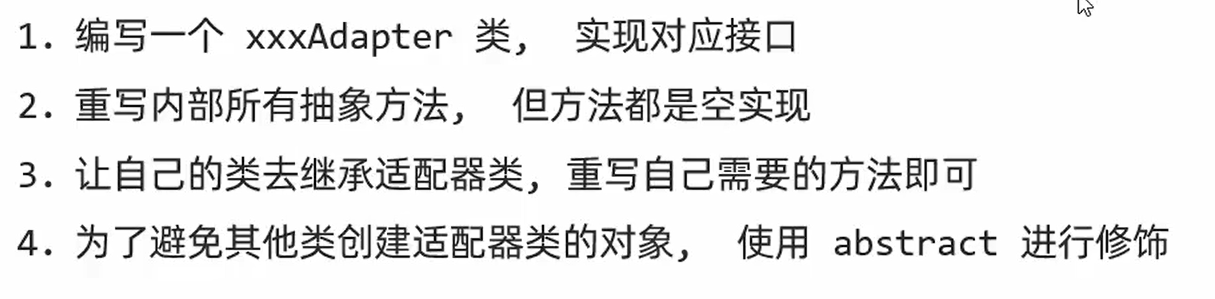 1. 编写一个 xxxAdapter 类， 实现对应接口
2. 重写内部所有抽象方法， 但方法都是空实现
3. 让自己的类去继承适配器类，重写自己需要的方法即可
4. 为了避免其他类创建适配器类的对象， 使用 abstract 进行修饰